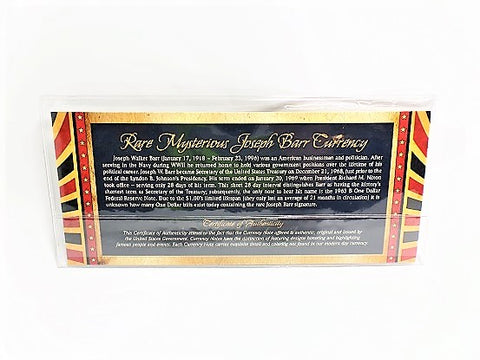 Rare Mysterious Joseph Barr Currency
Joseph Walker Barr (January 17, 1918 – February 23, 1996) was an American businessman and politician. After
serving in the Navy during WWII he returned home to hold various government positions over the lifetime of his
political career. Joseph W. Barr became Secretary of the United States Treasury on December 21, 1968, just prior to the
end of the Lyndon B. Johnson's Presidency, his term ended on January 20, 1969 when President Richard M. Nixon
took office – serving only 28 days of his term. This short 28 day interval distinguishes Barr as having the history's
shortest term as Secretary of the Treasury; subsequently, the only note to bear his name is the 1963 B One Dollar
Federal Reserve Note. Due to the $1.00's limited lifespan (they only last an average of 21 months in circulation) it is
unknown how many One Dollar bills exist today containing the rare Joseph Barr signature.
Certificate of Authenticity
This Certificate of Authenticity attests to the fact that the Currency Note offered is authentic, original and issued by
the United States Government. Currency Notes have the distinction of featuring designs honoring and highlighting
famous people and events. Each Currency Note carries exquisite detail and coloring not found in our modern day currency.